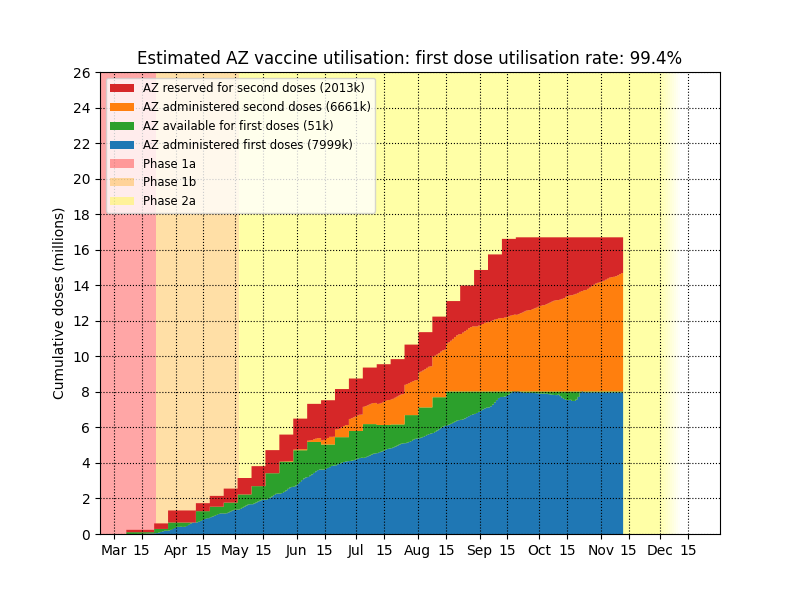 Estimated AZ vaccine utilisation: first dose utilisation rate: 99.4%
AZ reserved for second doses (2013k)
AZ administered second doses (6661k)
AZ available for first doses (51k)
AZ administered first doses (7999k)
Phase 1a
Phase 1b
Phase 2a
Cumulative doses (millions)
26
24
22
20
18
16
14
12
10
8
6
4
2
0
Mar 15 Apr 15 May 15 Jun 15 Jul 15 Aug 15 Sep 15 Oct 15 Nov 15 Dec 15